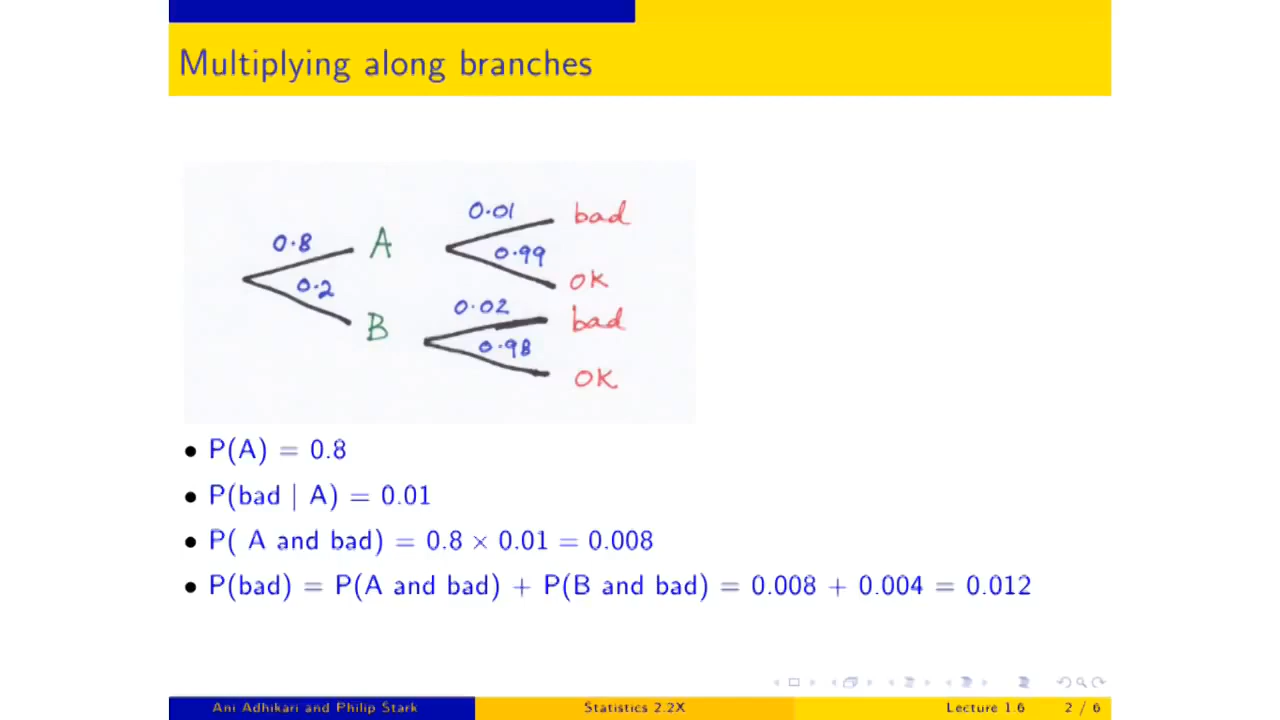 Multiplying along branches
0.01 bad
0.8 A 0.99
0.2 OK
B 0.02 bad
0.98
OK
P(A) = 0.8
P(bad | A) = 0.01
P( A and bad) = 0.8 × 0.01 = 0.008
P(bad) = P(A and bad) + P(B and bad) = 0.008 + 0.004 = 0.012
Ani Adhikari and Philip Stark Statistics 2.2X Lecture 1.6 2 / 6